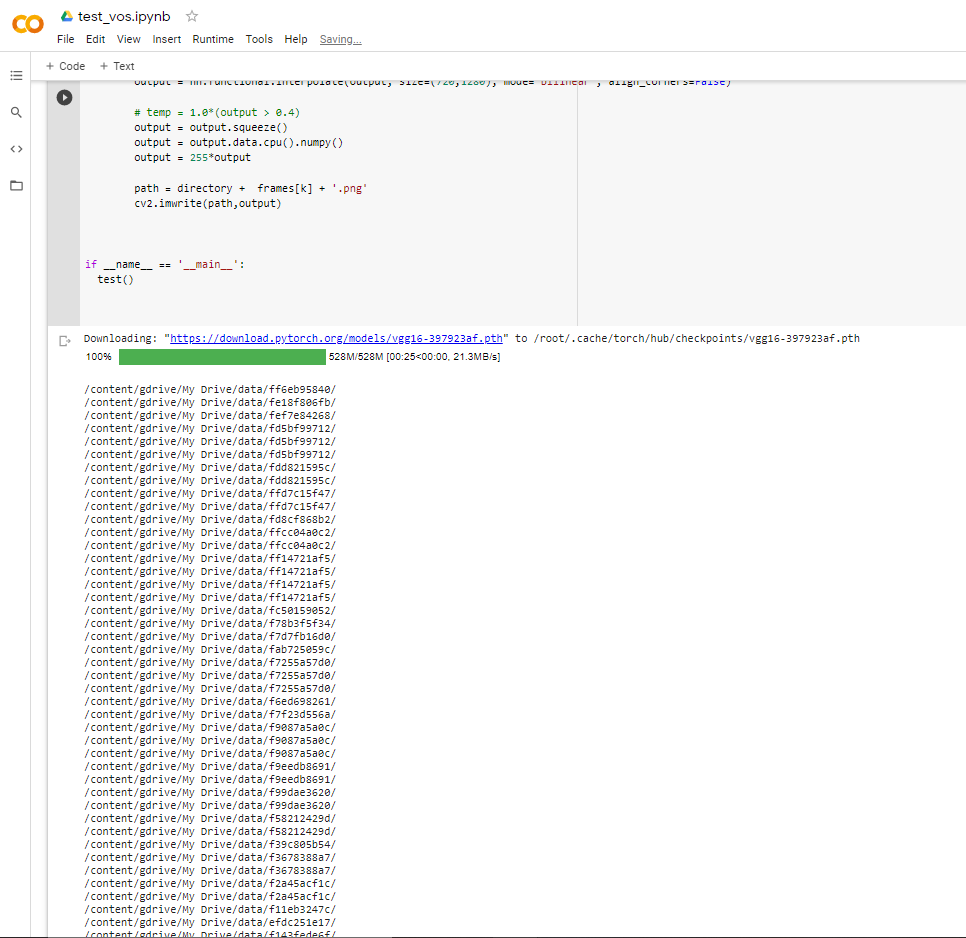 test_vos.ipynb
File Edit View Insert Runtime Tools Help Saving...
+ Code + Text
output = nn.functional.interpolate(output, size=(720,1280), mode='bilinear', align_corners=False)
# temp = 1.0*(output > 0.4)
output = output.squeeze()
output = output.data.cpu().numpy()
output = 255*output
path = directory + frames[k] + '.png'
cv2.imwrite(path,output)
if __name__ == '__main__':
test()
Downloading: "https://download.pytorch.org/models/vgg16-397923af.pth" to /root/.cache/torch/hub/checkpoints/vgg16-397923af.pth
100% 528M/528M [00:25<00:00, 21.3MB/s]
/content/gdrive/My Drive/data/ff6eb95840/
/content/gdrive/My Drive/data/fe18f806fb/
/content/gdrive/My Drive/data/fef7e84268/
/content/gdrive/My Drive/data/fd5bf99712/
/content/gdrive/My Drive/data/fd5bf99712/
/content/gdrive/My Drive/data/fd5bf99712/
/content/gdrive/My Drive/data/fdd821595c/
/content/gdrive/My Drive/data/fdd821595c/
/content/gdrive/My Drive/data/ffd7c15f47/
/content/gdrive/My Drive/data/ffd7c15f47/
/content/gdrive/My Drive/data/fd8cf868b2/
/content/gdrive/My Drive/data/ffcc04a0c2/
/content/gdrive/My Drive/data/ffcc04a0c2/
/content/gdrive/My Drive/data/ff14721af5/
/content/gdrive/My Drive/data/ff14721af5/
/content/gdrive/My Drive/data/ff14721af5/
/content/gdrive/My Drive/data/ff14721af5/
/content/gdrive/My Drive/data/fc50159052/
/content/gdrive/My Drive/data/f78b3f5f34/
/content/gdrive/My Drive/data/f7d7fb16d0/
/content/gdrive/My Drive/data/fab725059c/
/content/gdrive/My Drive/data/f7255a57d0/
/content/gdrive/My Drive/data/f7255a57d0/
/content/gdrive/My Drive/data/f7255a57d0/
/content/gdrive/My Drive/data/f6ed698261/
/content/gdrive/My Drive/data/f7f23d556a/
/content/gdrive/My Drive/data/f9087a5a0c/
/content/gdrive/My Drive/data/f9087a5a0c/
/content/gdrive/My Drive/data/f9087a5a0c/
/content/gdrive/My Drive/data/f9eedb8691/
/content/gdrive/My Drive/data/f9eedb8691/
/content/gdrive/My Drive/data/f99dae3620/
/content/gdrive/My Drive/data/f99dae3620/
/content/gdrive/My Drive/data/f58212429d/
/content/gdrive/My Drive/data/f58212429d/
/content/gdrive/My Drive/data/f39c805b54/
/content/gdrive/My Drive/data/f3678388a7/
/content/gdrive/My Drive/data/f3678388a7/
/content/gdrive/My Drive/data/f2a45acf1c/
/content/gdrive/My Drive/data/f2a45acf1c/
/content/gdrive/My Drive/data/f11eb3247c/
/content/gdrive/My Drive/data/efdc251e17/
/content/gdrive/My Drive/data/f143fede6f/